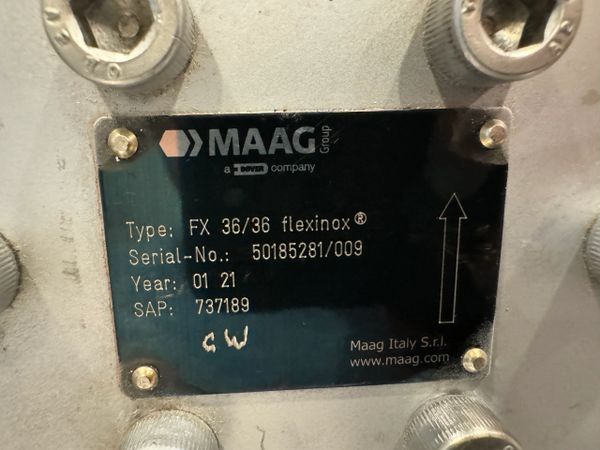 MAAG Group
a DOVER company
Type: FX 36/36 flexinox®
Serial-No.: 50185281/009
Year: 01 21
SAP: 737189
CW
Maag Italy S.r.l.
www.maag.com